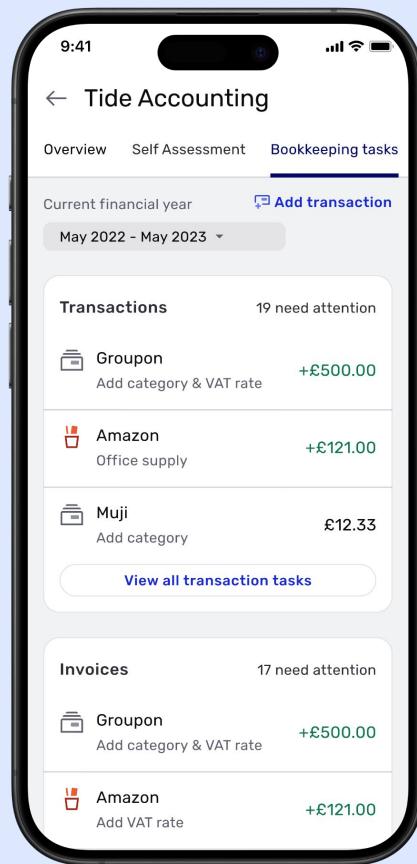 9:41
Tide Accounting
Overview Self Assessment Bookkeeping tasks
Current financial year Add transaction
May 2022 - May 2023
Transactions 19 need attention
Groupon
Add category & VAT rate +£500.00
Amazon
Office supply +£121.00
Muji
Add category £12.33
View all transaction tasks
Invoices 17 need attention
Groupon
Add category & VAT rate +£500.00
Amazon
Add VAT rate +£121.00